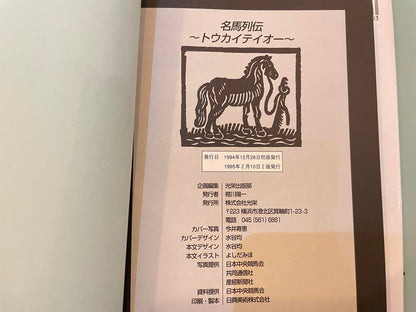 名馬列伝
〜トウカイテイオー〜
発行日 1994年12月28日初版発行
1995年2月10日2版発行
企画編集 光栄出版部
発行者 襟川陽一
発行所 株式会社光栄
〒223 横浜市港北区箕輪町1-23-3
電話 045 (561) 6861
カバー写真 今井寿恵
カバーデザイン 水谷均
本文デザイン 水谷均
本文イラスト よしだみほ
写真提供 日本中央競馬会
共同通信社
産経新聞社
資料提供 日本中央競馬会
印刷・製本 日興美術株式会社